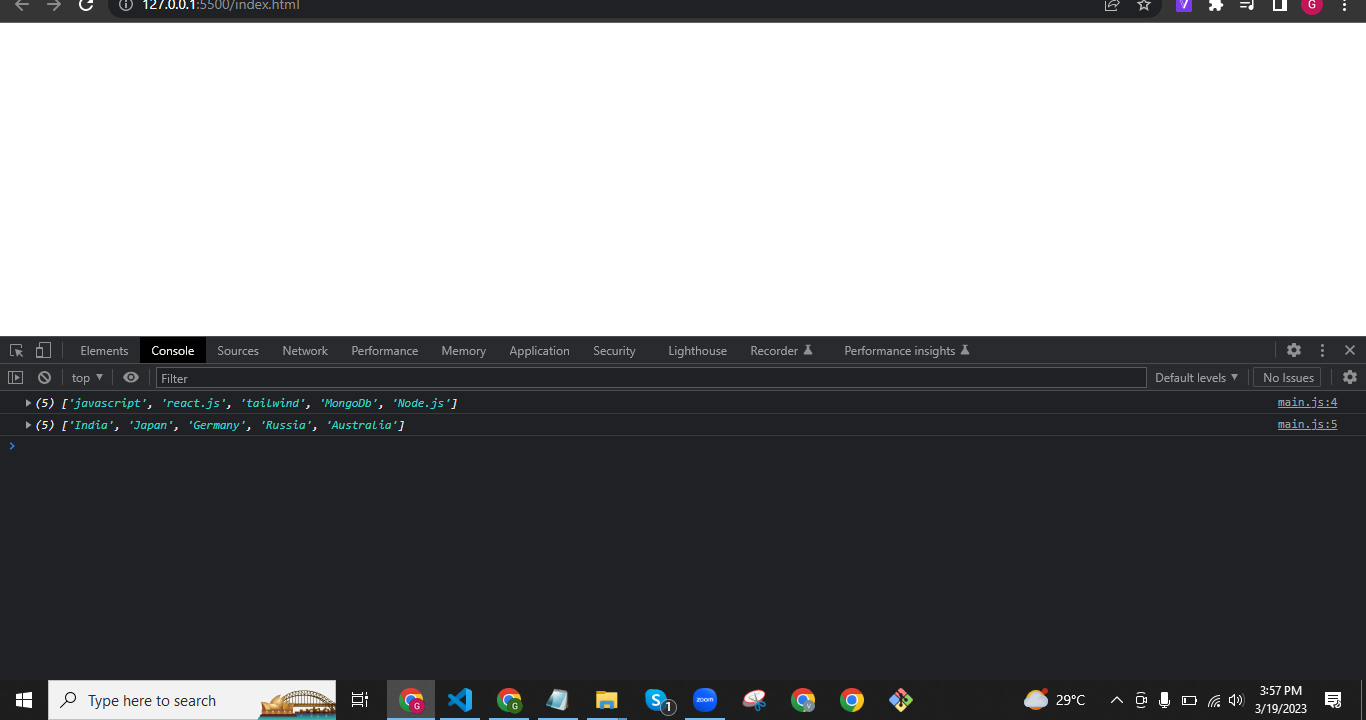 127.0.0.1:5500/index.html
G
Elements Console Sources Network Performance Memory Application Security Lighthouse Recorder Performance insights
top Filter Default levels No Issues
(5) ['javascript', 'react.js', 'tailwind', 'MongoDb', 'Node.js'] main.js:4
(5) ['India', 'Japan', 'Germany', 'Russia', 'Australia'] main.js:5
Type here to search G G S 1 zoom V 29°C 3:57 PM
3/19/2023